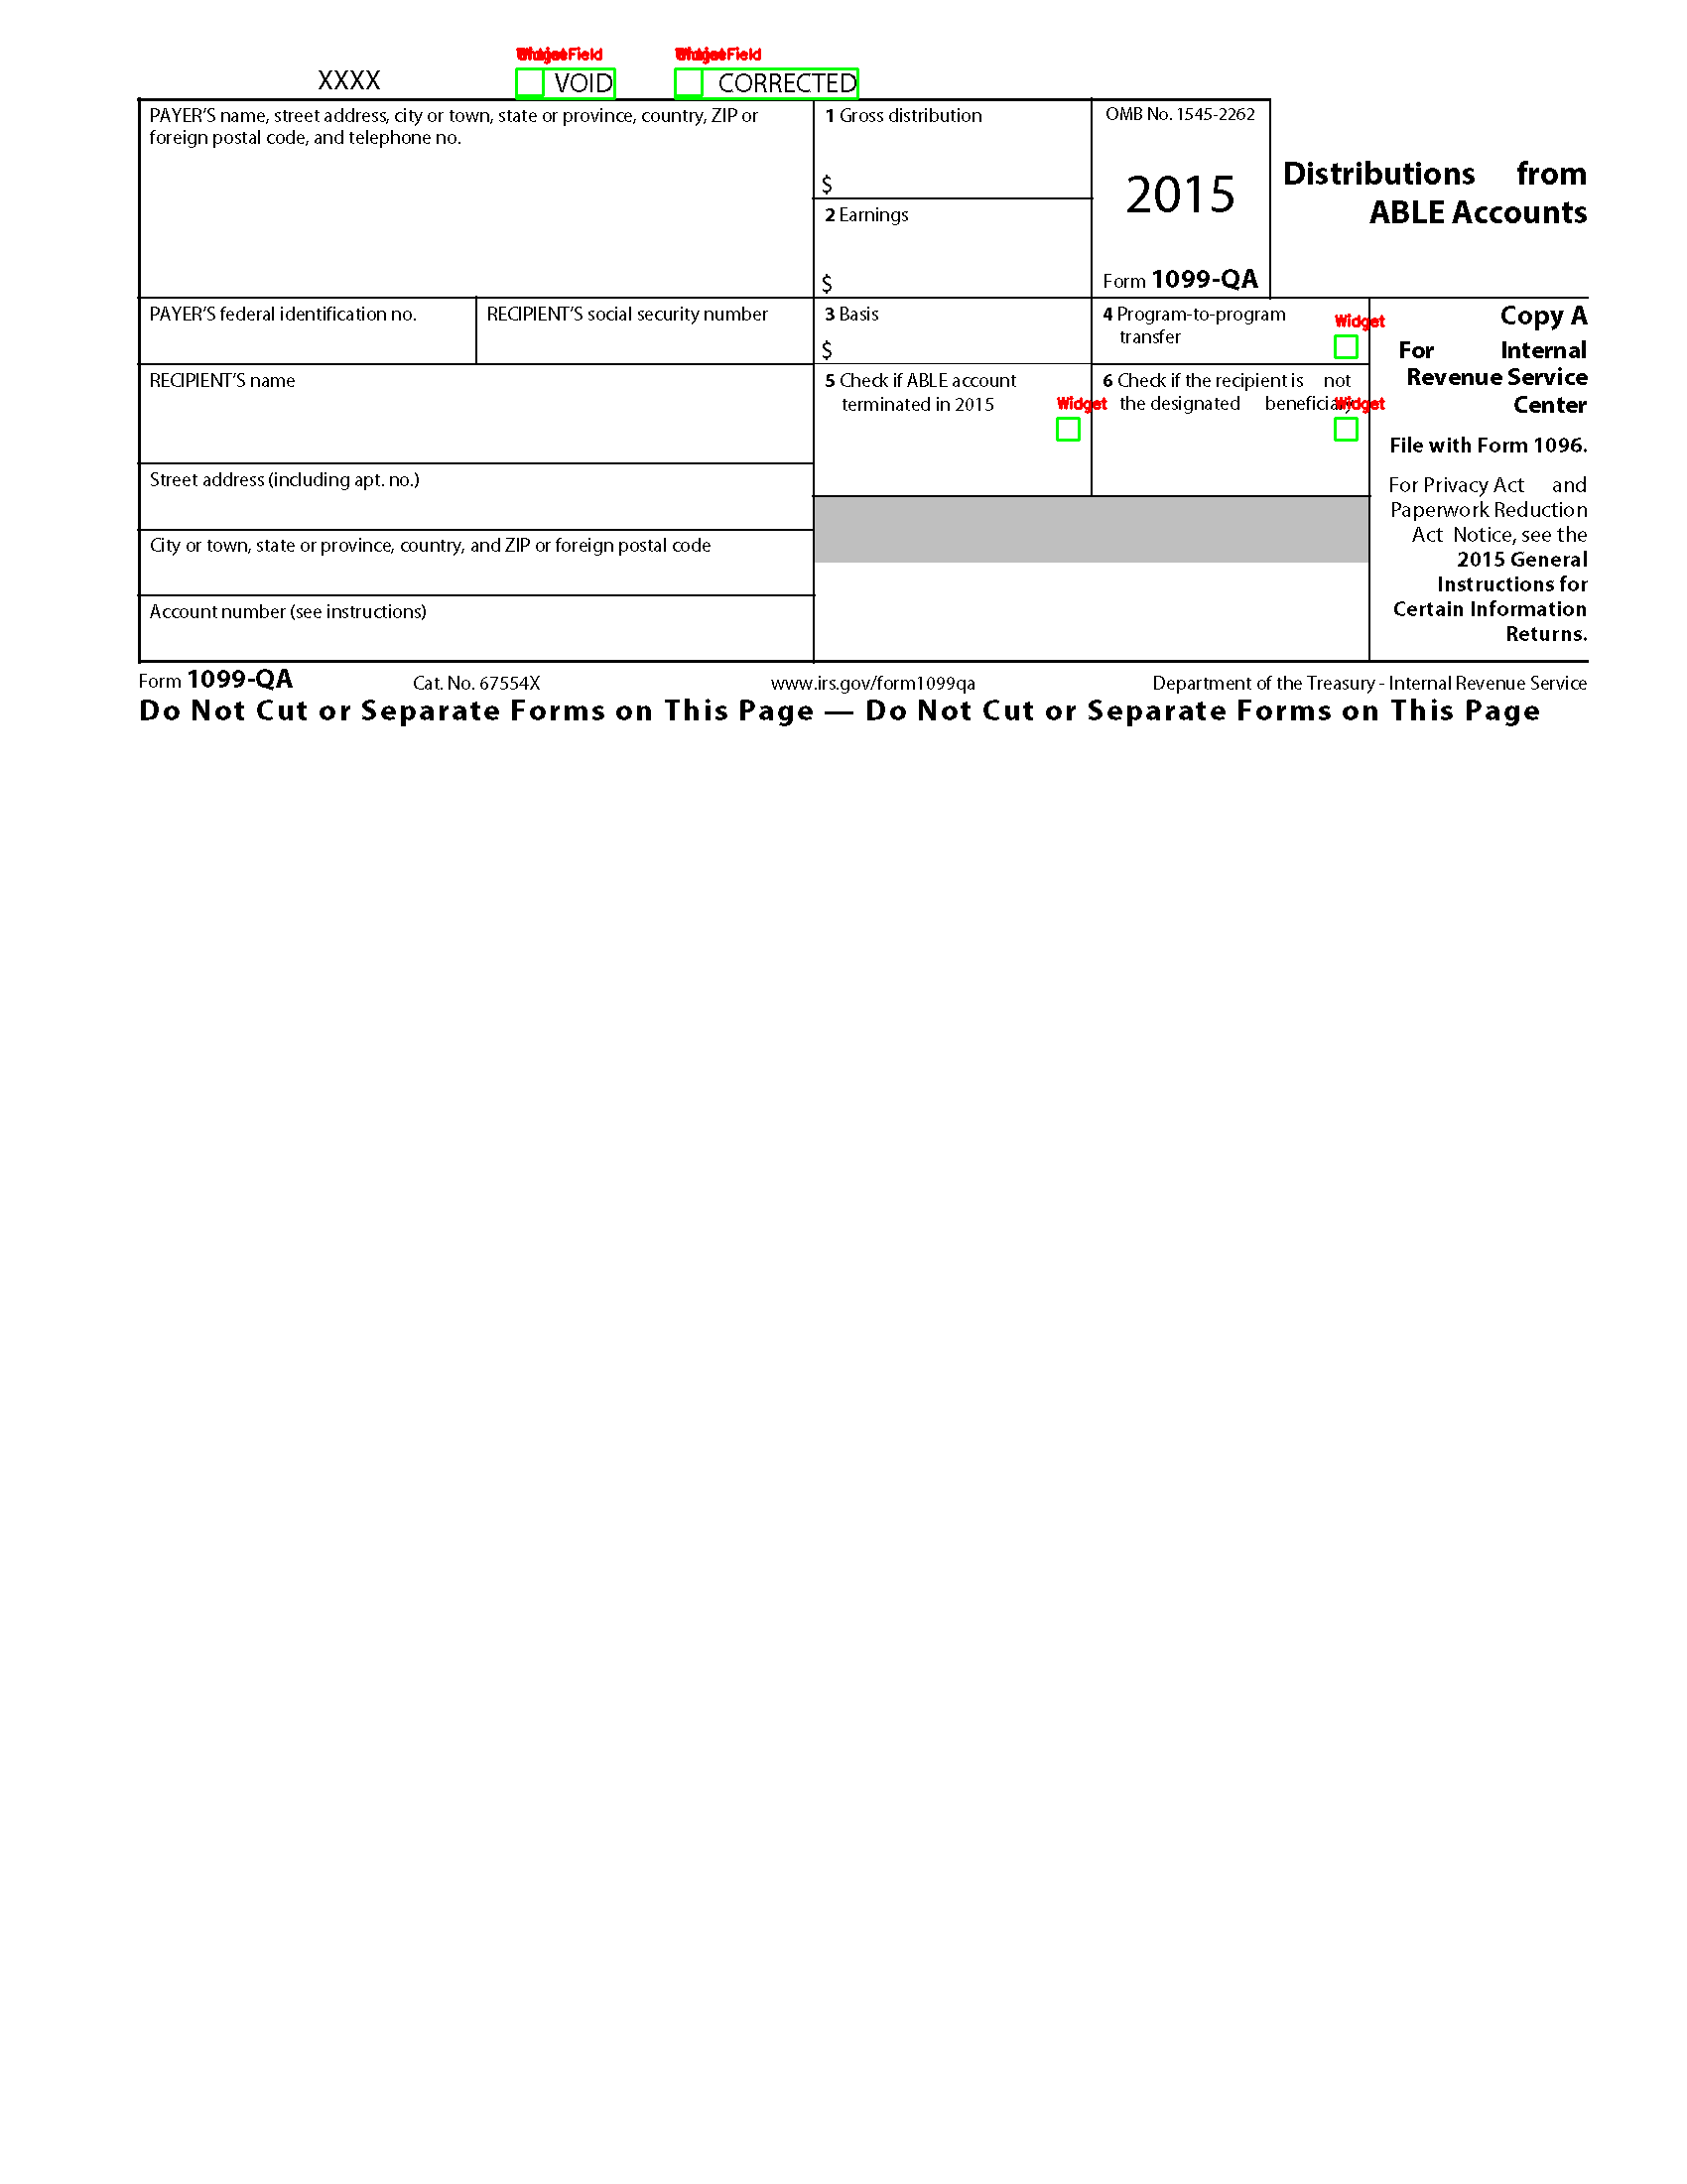 XXXX
Widget
VOID
Widget
CORRECTED
PAYER'S name, street address, city or town, state or province, country, ZIP or
foreign postal code, and telephone no.
1 Gross distribution
$
2 Earnings
$
OMB No. 1545-2262
2015
Form 1099-QA
Distributions from
ABLE Accounts
PAYER'S federal identification no.
RECIPIENT'S social security number
3 Basis
$
4 Program-to-program
transfer
Widget
Copy A
For Internal
Revenue Service
Center
File with Form 1096.
For Privacy Act and
Paperwork Reduction
Act Notice, see the
2015 General
Instructions for
Certain Information
Returns.
RECIPIENT'S name
5 Check if ABLE account
terminated in 2015
Widget
6 Check if the recipient is not
the designated beneficiary
Widget
Street address (including apt. no.)
City or town, state or province, country, and ZIP or foreign postal code
Account number (see instructions)
Form 1099-QA
Cat. No. 67554X
www.irs.gov/form1099qa
Department of the Treasury - Internal Revenue Service
Do Not Cut or Separate Forms on This Page — Do Not Cut or Separate Forms on This Page